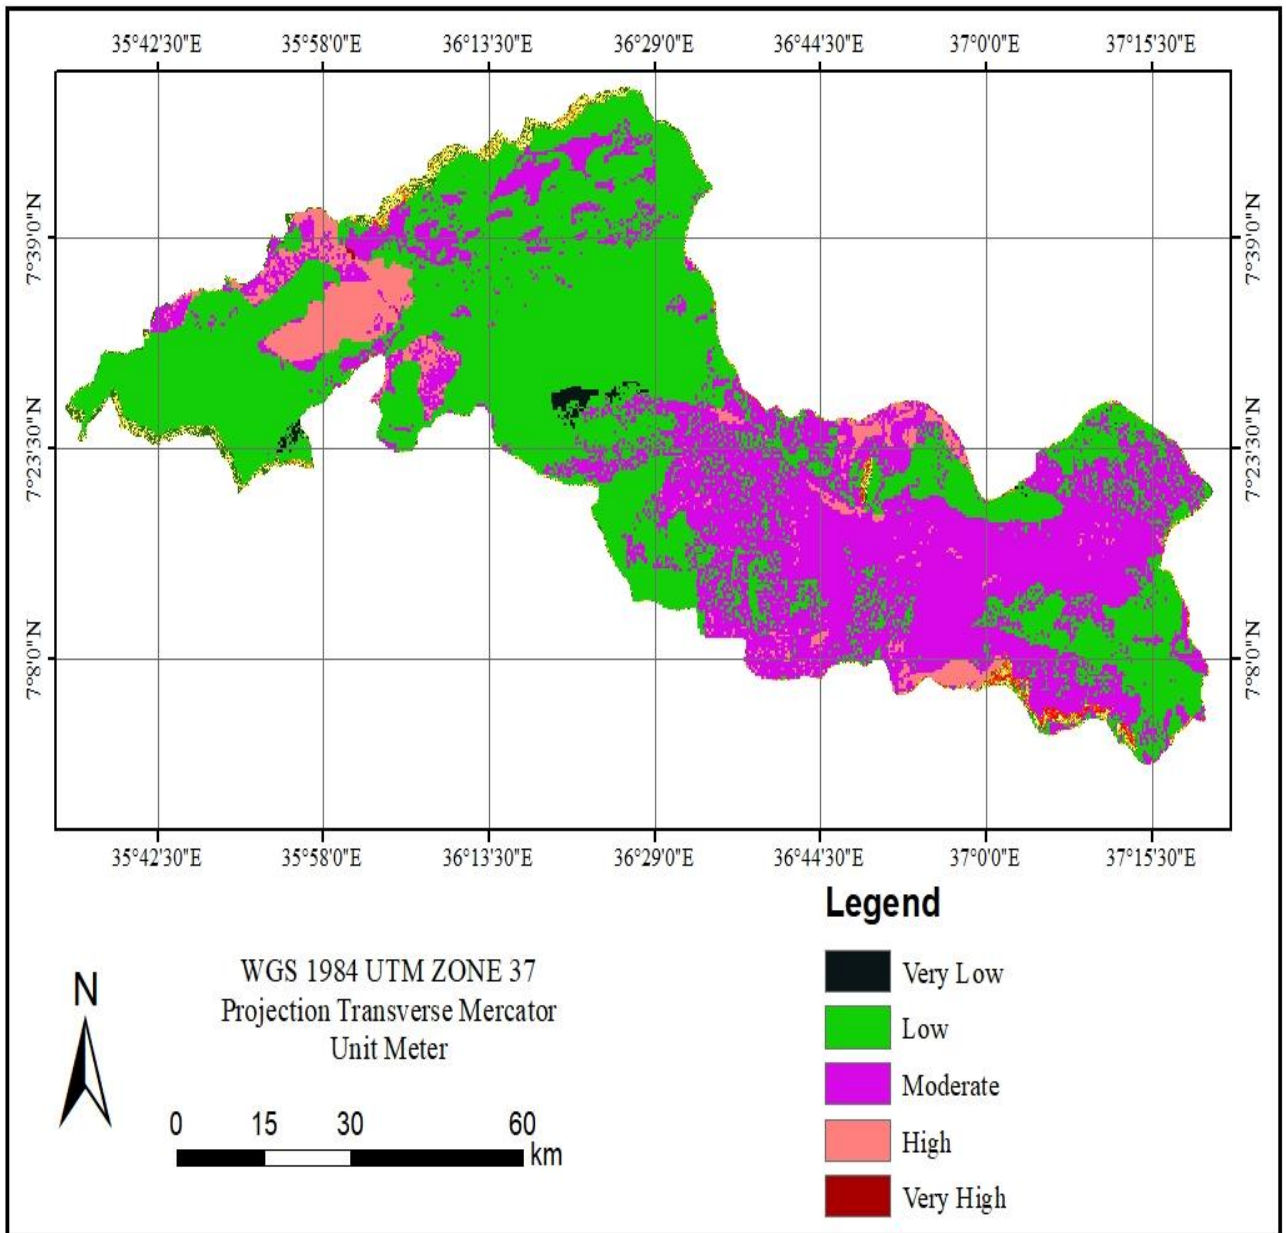 35°42'30"E 35°58'0"E 36°13'30"E 36°29'0"E 36°44'30"E 37°0'0"E 37°15'30"E
7°39'0"N 7°39'0"N
7°23'30"N 7°23'30"N
7°8'0"N 7°8'0"N
35°42'30"E 35°58'0"E 36°13'30"E 36°29'0"E 36°44'30"E 37°0'0"E 37°15'30"E
Legend
Very Low
Low
Moderate
High
Very High
N
WGS 1984 UTM ZONE 37
Projection Transverse Mercator
Unit Meter
0 15 30 60
km